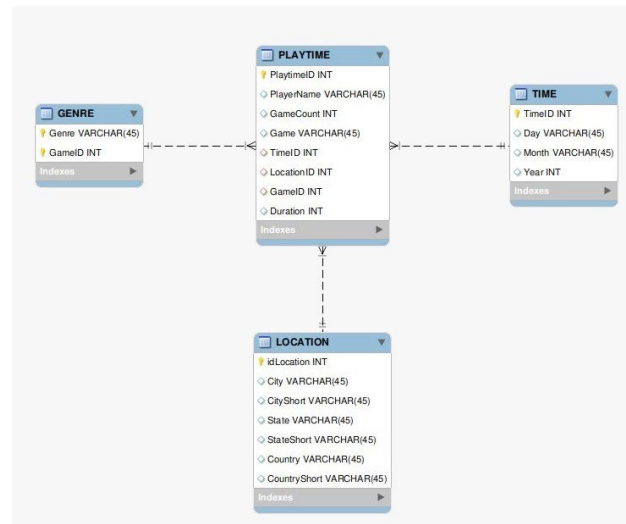 PLAYTIME
PlaytimeID INT
PlayerName VARCHAR(45)
GameCount INT
Game VARCHAR(45)
TimeID INT
LocationID INT
GameID INT
Duration INT
Indexes
GENRE
Genre VARCHAR(45)
GameID INT
Indexes
TIME
TimeID INT
Day VARCHAR(45)
Month VARCHAR(45)
Year INT
Indexes
LOCATION
idLocation INT
City VARCHAR(45)
CityShort VARCHAR(45)
State VARCHAR(45)
StateShort VARCHAR(45)
Country VARCHAR(45)
CountryShort VARCHAR(45)
Indexes